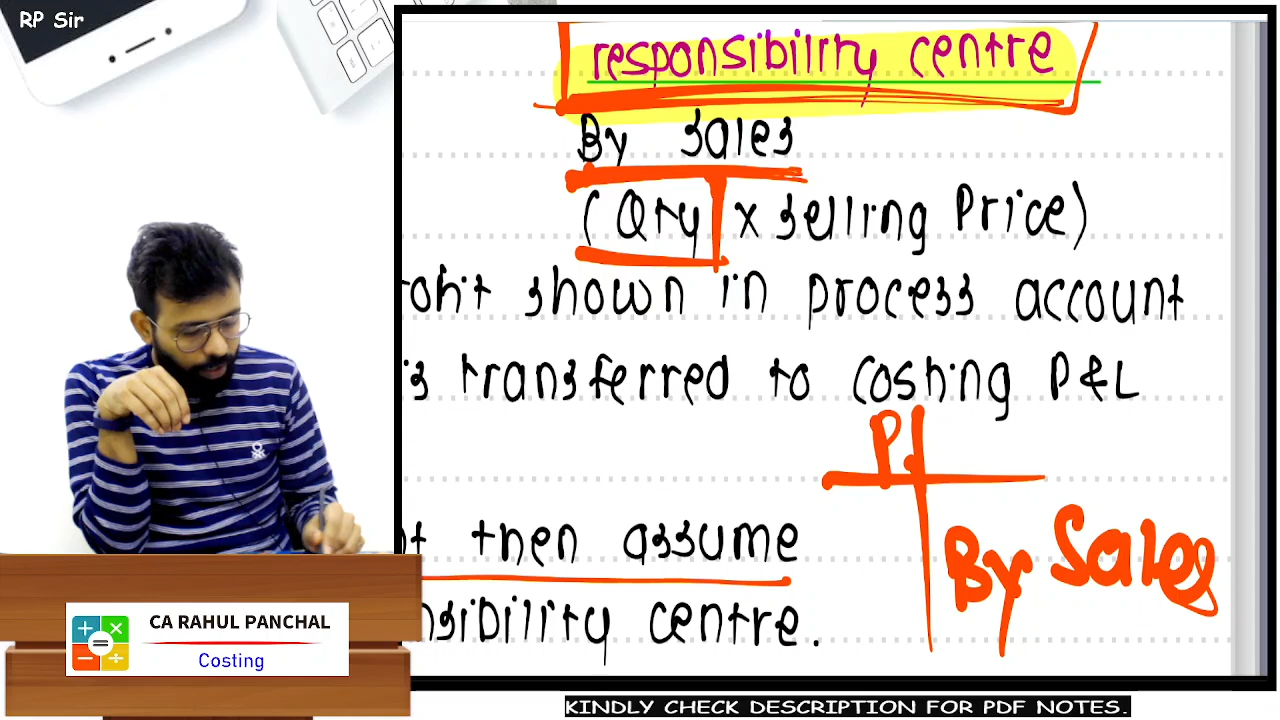 RP Sir
responsibility centre
By Sales
(Qty x Selling Price)
shown in process account
is transferred to costing P&L
P.
By Sales
then assume
centre.
CA RAHUL PANCHAL
Costing
KINDLY CHECK DESCRIPTION FOR PDF NOTES.